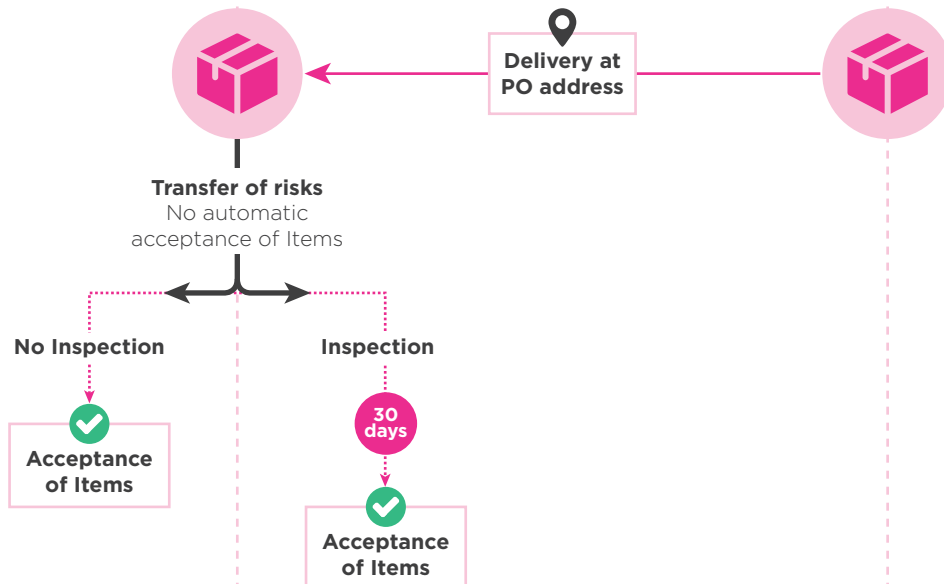 Delivery at
PO address
Transfer of risks
No automatic
acceptance of Items
No Inspection
Inspection
30
days
Acceptance
of Items
Acceptance
of Items